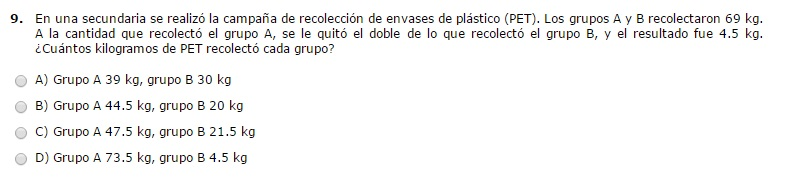 9. En una secundaria se realizó la campaña de recolección de envases de plástico (PET). Los grupos A y B recolectaron 69 kg.
A la cantidad que recolectó el grupo A, se le quitó el doble de lo que recolectó el grupo B, y el resultado fue 4.5 kg.
¿Cuántos kilogramos de PET recolectó cada grupo?
A) Grupo A 39 kg, grupo B 30 kg
B) Grupo A 44.5 kg, grupo B 20 kg
C) Grupo A 47.5 kg, grupo B 21.5 kg
D) Grupo A 73.5 kg, grupo B 4.5 kg